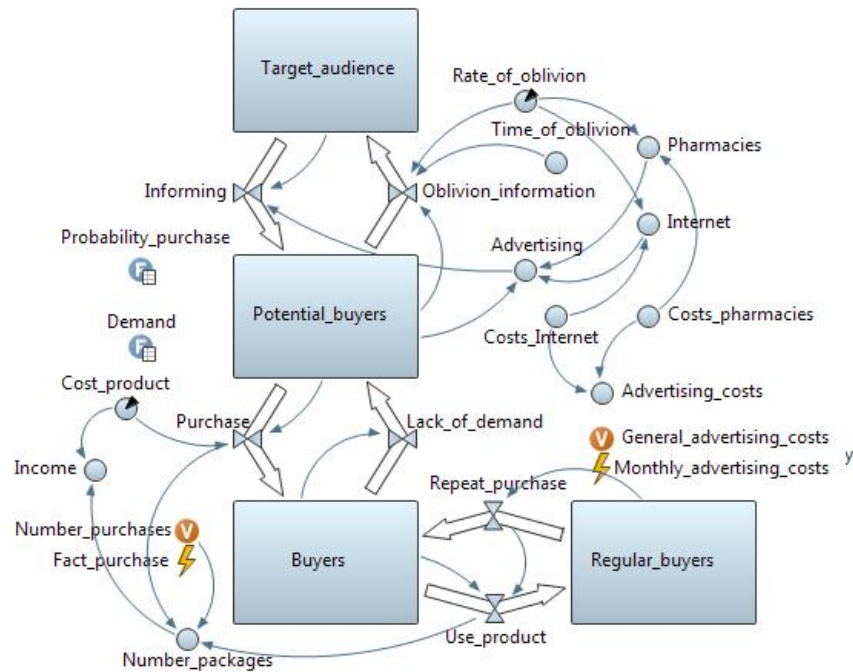 Target_audience
Rate_of_oblivion
Time_of_oblivion
Pharmacies
Informing
Oblivion_information
Internet
Probability_purchase
F
Advertising
Potential_buyers
Demand
F
Costs_Internet
Costs_pharmacies
Cost_product
Advertising_costs
Purchase
Lack_of_demand
V General_advertising_costs
y
Income
Monthly_advertising_costs
Repeat_purchase
Number_purchases V
Fact_purchase
Buyers
Regular_buyers
Use_product
Number_packages